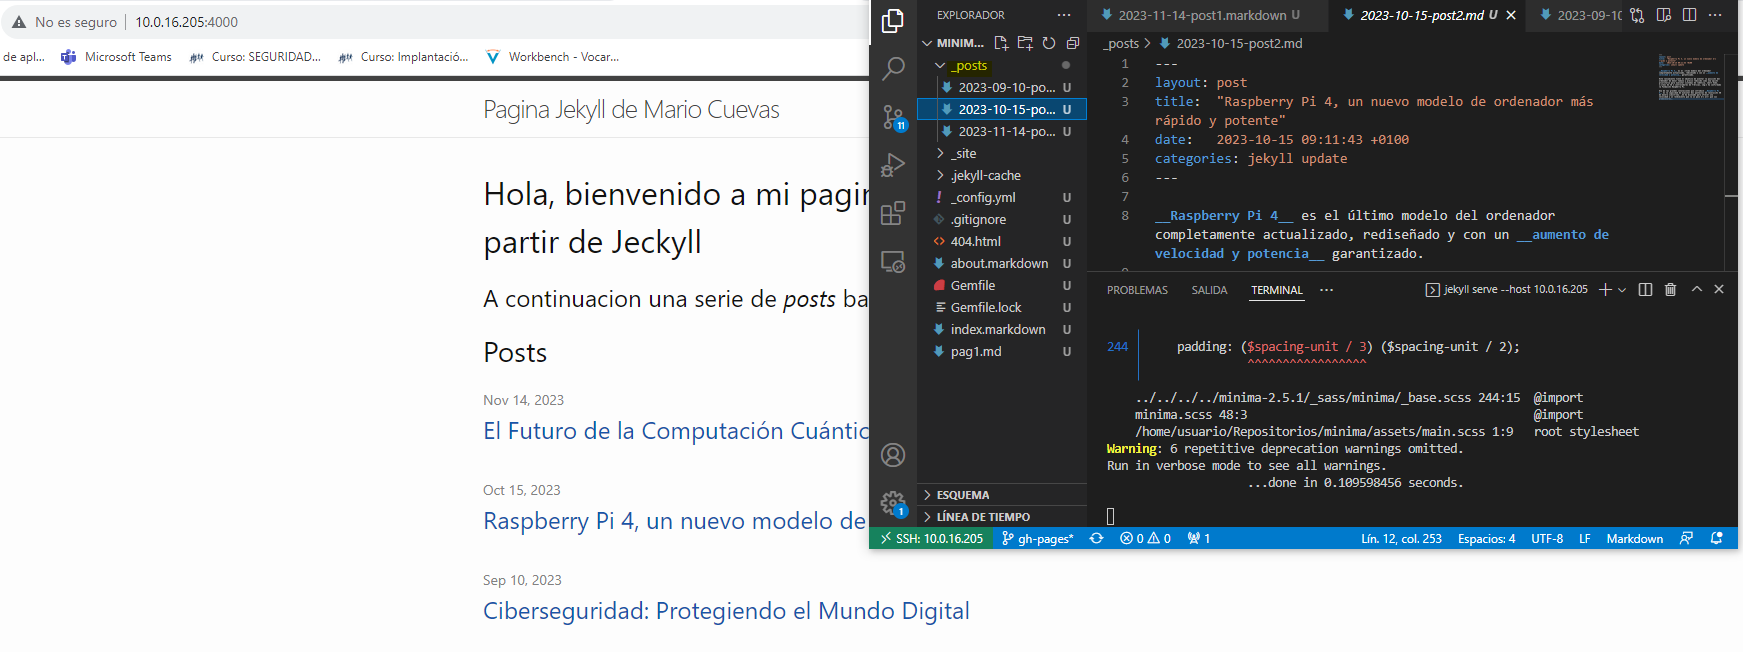 No es seguro 10.0.16.205:4000
de apl... Microsoft Teams Curso: SEGURIDAD... Curso: Implantació... Workbench - Vocar...
Pagina Jekyll de Mario Cuevas
Hola, bienvenido a mi pagin
partir de Jeckyll
A continuacion una serie de posts ba
Posts
Nov 14, 2023
El Futuro de la Computación Cuántic
Oct 15, 2023
Raspberry Pi 4, un nuevo modelo de
Sep 10, 2023
Ciberseguridad: Protegiendo el Mundo Digital
EXPLORADOR ...
MINIM...
_posts
2023-09-10-po... U
2023-10-15-po... U
2023-11-14-po... U
_site
.jekyll-cache
_config.yml U
.gitignore U
404.html U
about.markdown U
Gemfile U
Gemfile.lock U
index.markdown U
pag1.md U
ESQUEMA
LÍNEA DE TIEMPO
11
1
2023-11-14-post1.markdown U 2023-10-15-post2.md U 2023-09-10 ...
_posts > 2023-10-15-post2.md
1 ---
2 layout: post
3 title: "Raspberry Pi 4, un nuevo modelo de ordenador más
rápido y potente"
4 date: 2023-10-15 09:11:43 +0100
5 categories: jekyll update
6 ---
7
8 __Raspberry Pi 4__ es el último modelo del ordenador
completamente actualizado, rediseñado y con un __aumento de
velocidad y potencia__ garantizado.
PROBLEMAS SALIDA TERMINAL ... jekyll serve --host 10.0.16.205
244 padding: ($spacing-unit / 3) ($spacing-unit / 2);
^^^^^^^^^^^^^^^^^
../../../../minima-2.5.1/_sass/minima/_base.scss 244:15 @import
minima.scss 48:3 @import
/home/usuario/Repositorios/minima/assets/main.scss 1:9 root stylesheet
Warning: 6 repetitive deprecation warnings omitted.
Run in verbose mode to see all warnings.
...done in 0.109598456 seconds.
SSH: 10.0.16.205 gh-pages* 0 0 1 Lín. 12, col. 253 Espacios: 4 UTF-8 LF Markdown